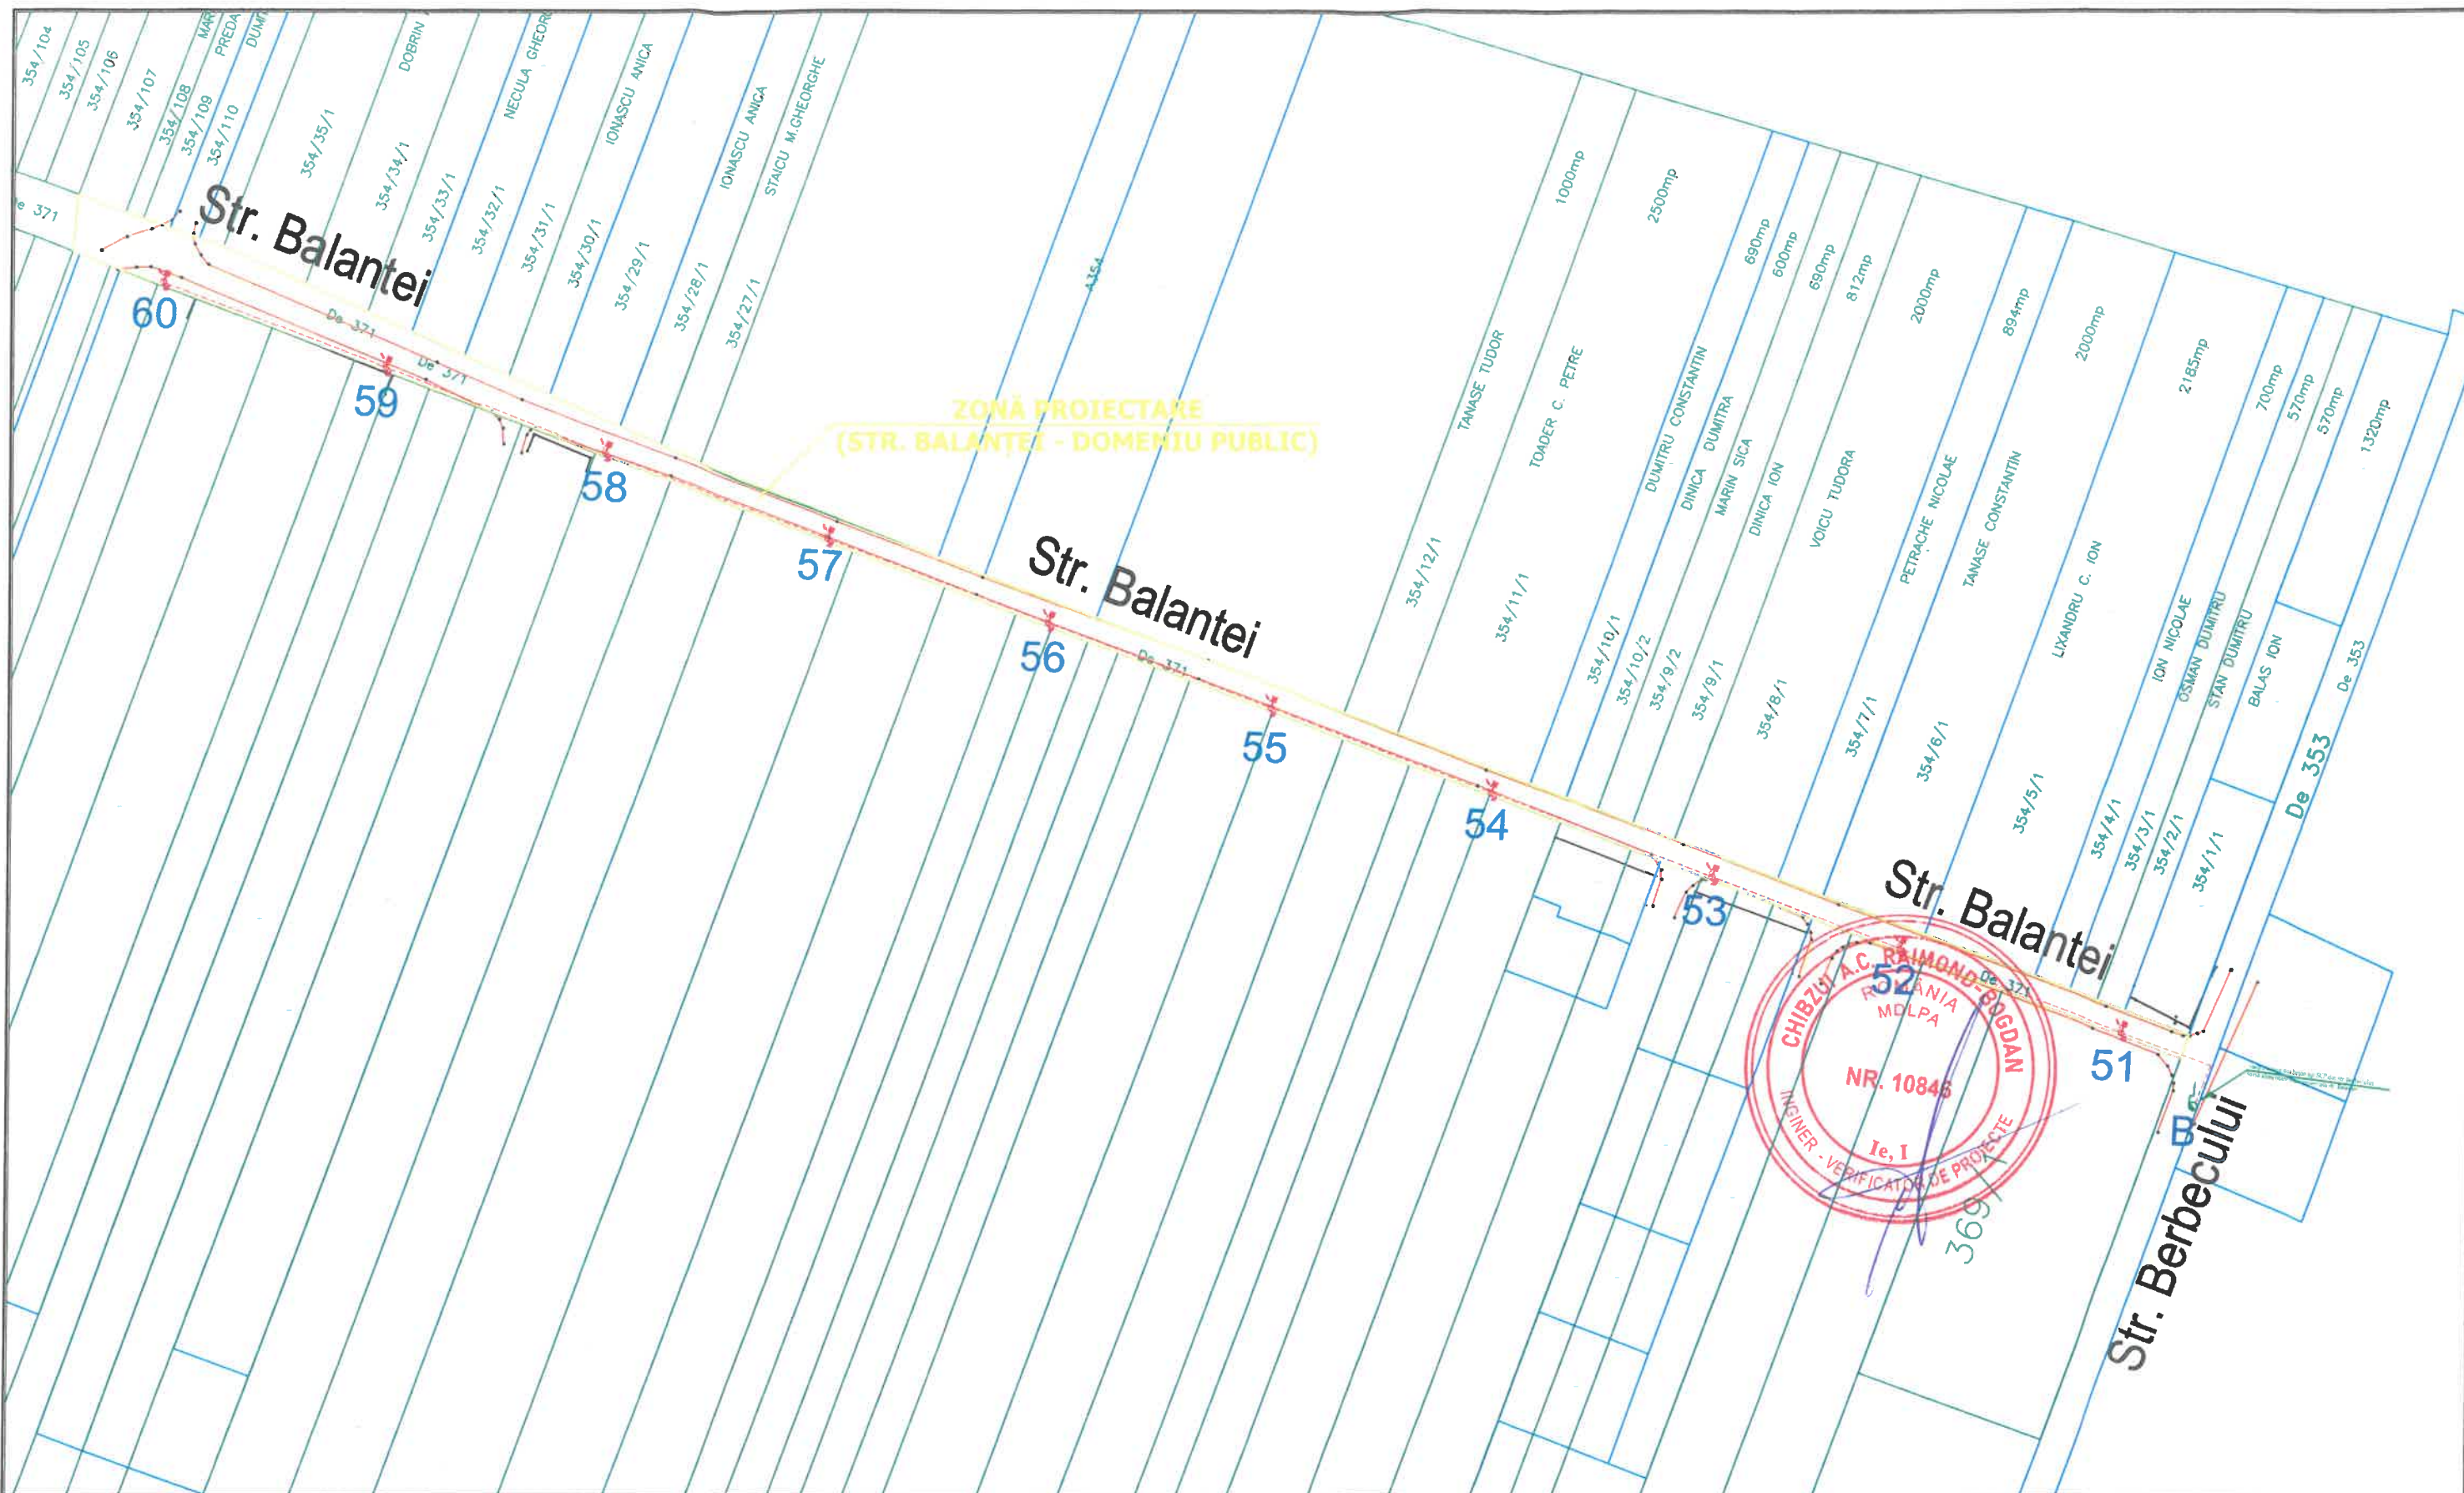 354/104
354/105
354/106
354/107
354/108
354/109
354/110
PREDA
354/35/1
DOBRIN
354/34/1
354/33/1
NECULA GHEOR
354/32/1
354/31/1
IONASCU ANICA
354/30/1
354/29/1
354/28/1
IONASCU ANICA
354/27/1
STAICU M.GHEORGHE
A354
371
Str. Balantei
De 371
De 371
60
59
58
57
56
55
54
53
52
51
ZONĂ PROIECTARE
(STR. BALANȚEI - DOMENIU PUBLIC)
Str. Balantei
De 371
TANASE TUDOR
354/12/1
1000mp
TOADER C. PETRE
354/11/1
2500mp
DUMITRU CONSTANTIN
354/10/1
690mp
DINICA DUMITRA
354/10/2
600mp
MARIN SICA
354/9/2
690mp
DINICA ION
354/9/1
812mp
VOICU TUDORA
354/8/1
2000mp
PETRACHE NICOLAE
354/7/1
894mp
TANASE CONSTANTIN
354/6/1
2000mp
LIXANDRU C. ION
354/5/1
2185mp
ION NICOLAE
354/4/1
700mp
OSMAN DUMITRU
354/3/1
570mp
STAN DUMITRU
354/2/1
570mp
BALAS ION
354/1/1
1320mp
De 353
De 353
Str. Balantei
De 371
CHIBZUI A.C. RAIMOND-BOGDAN
ROMÂNIA
MDLPA
NR. 10846
Ie, I
INGINER - VERIFICATOR DE PROIECTE
369/1
B
Str. Berbecului